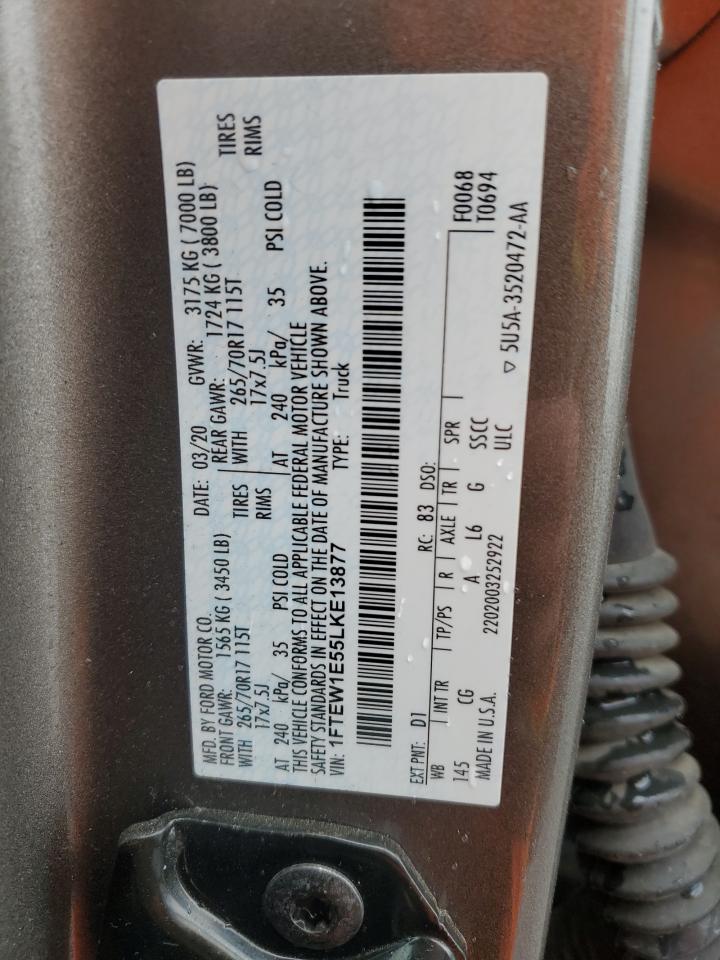 MFD. BY FORD MOTOR CO. DATE: 03/20 GVWR: 3175 KG ( 7000 LB)
FRONT GAWR: 1565 KG ( 3450 LB) REAR GAWR: 1724 KG ( 3800 LB)
WITH 265/70R17 115T TIRES WITH 265/70R17 115T TIRES
17x7.5J RIMS 17x7.5J RIMS
AT 240 kPa/ 35 PSI COLD AT 240 kPa/ 35 PSI COLD
THIS VEHICLE CONFORMS TO ALL APPLICABLE FEDERAL MOTOR VEHICLE
SAFETY STANDARDS IN EFFECT ON THE DATE OF MANUFACTURE SHOWN ABOVE.
VIN: 1FTEW1E55LKE13877 TYPE: Truck
EXT PNT: D1 RC: 83 DSO:
WB INT TR TP/PS R AXLE TR SPR F0068
145 CG A L6 G SSCC T0694
MADE IN U.S.A. 2202003252922 ULC ▽ 5U5A-3520472-AA